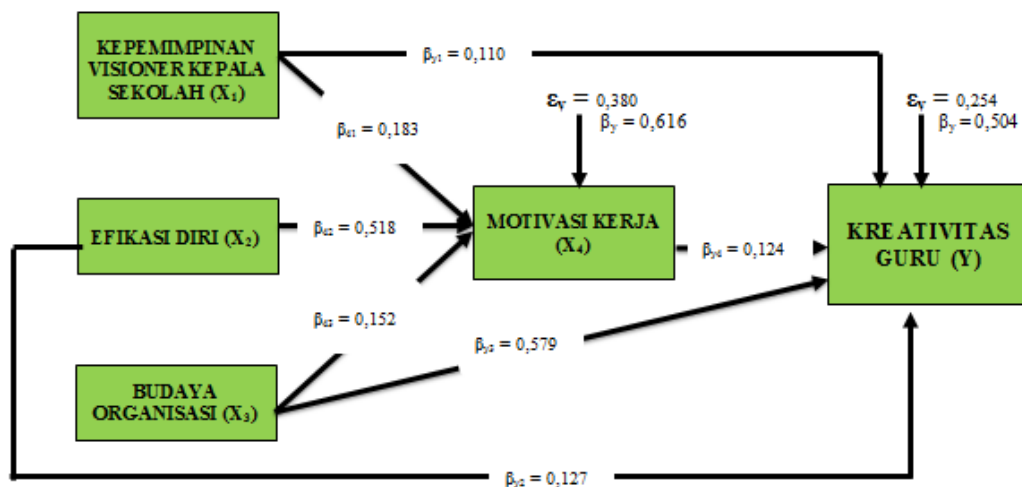 KEPEMIMPINAN
VISIONER KEPALA
SEKOLAH (X₁)
βy₁ = 0,110
β₄₁ = 0,183
εᵧ = 0,380
βy = 0,616
εᵧ = 0,254
βy = 0,504
EFIKASI DIRI (X₂)
β₄₂ = 0,518
MOTIVASI KERJA
(X₄)
βy₄ = 0,124
KREATIVITAS
GURU (Y)
β₄₃ = 0,152
βy₃ = 0,579
BUDAYA
ORGANISASI (X₃)
βy₂ = 0,127